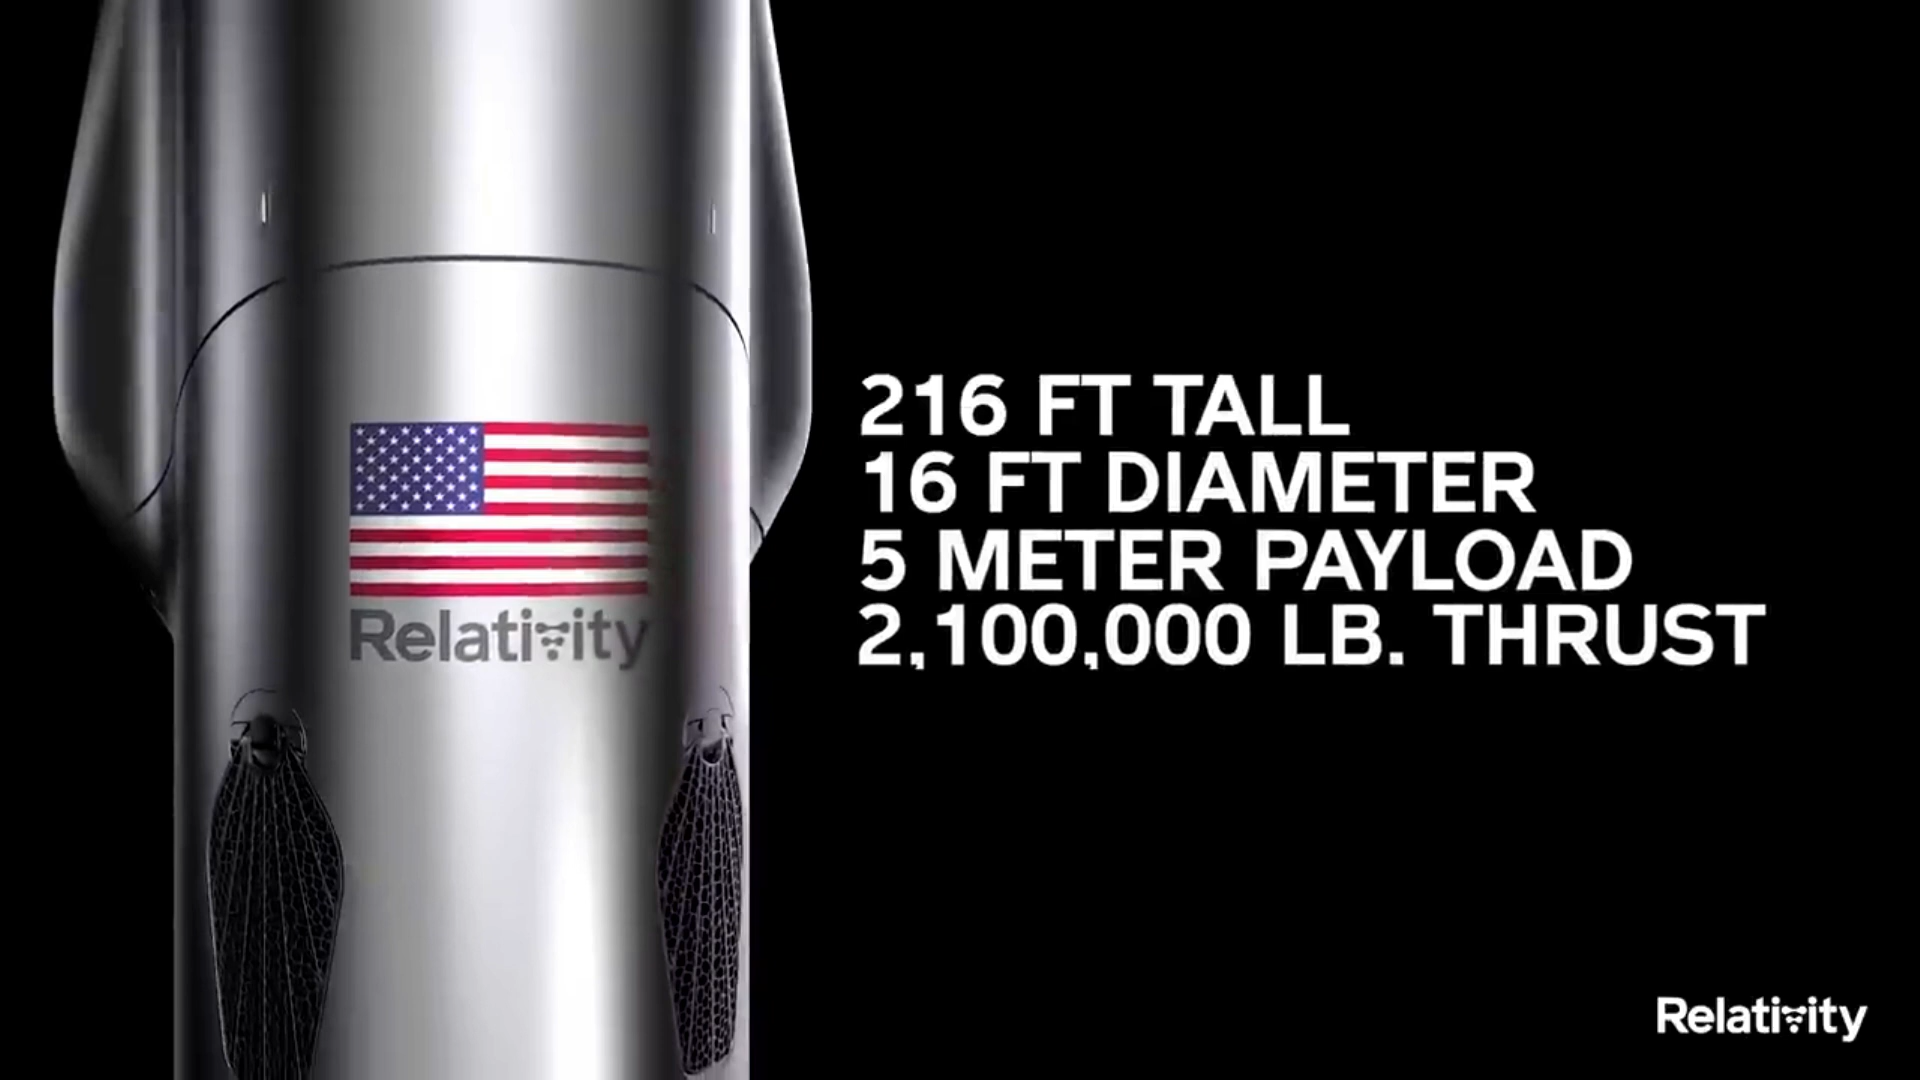 Relativity
216 FT TALL
16 FT DIAMETER
5 METER PAYLOAD
2,100,000 LB. THRUST
Relativity